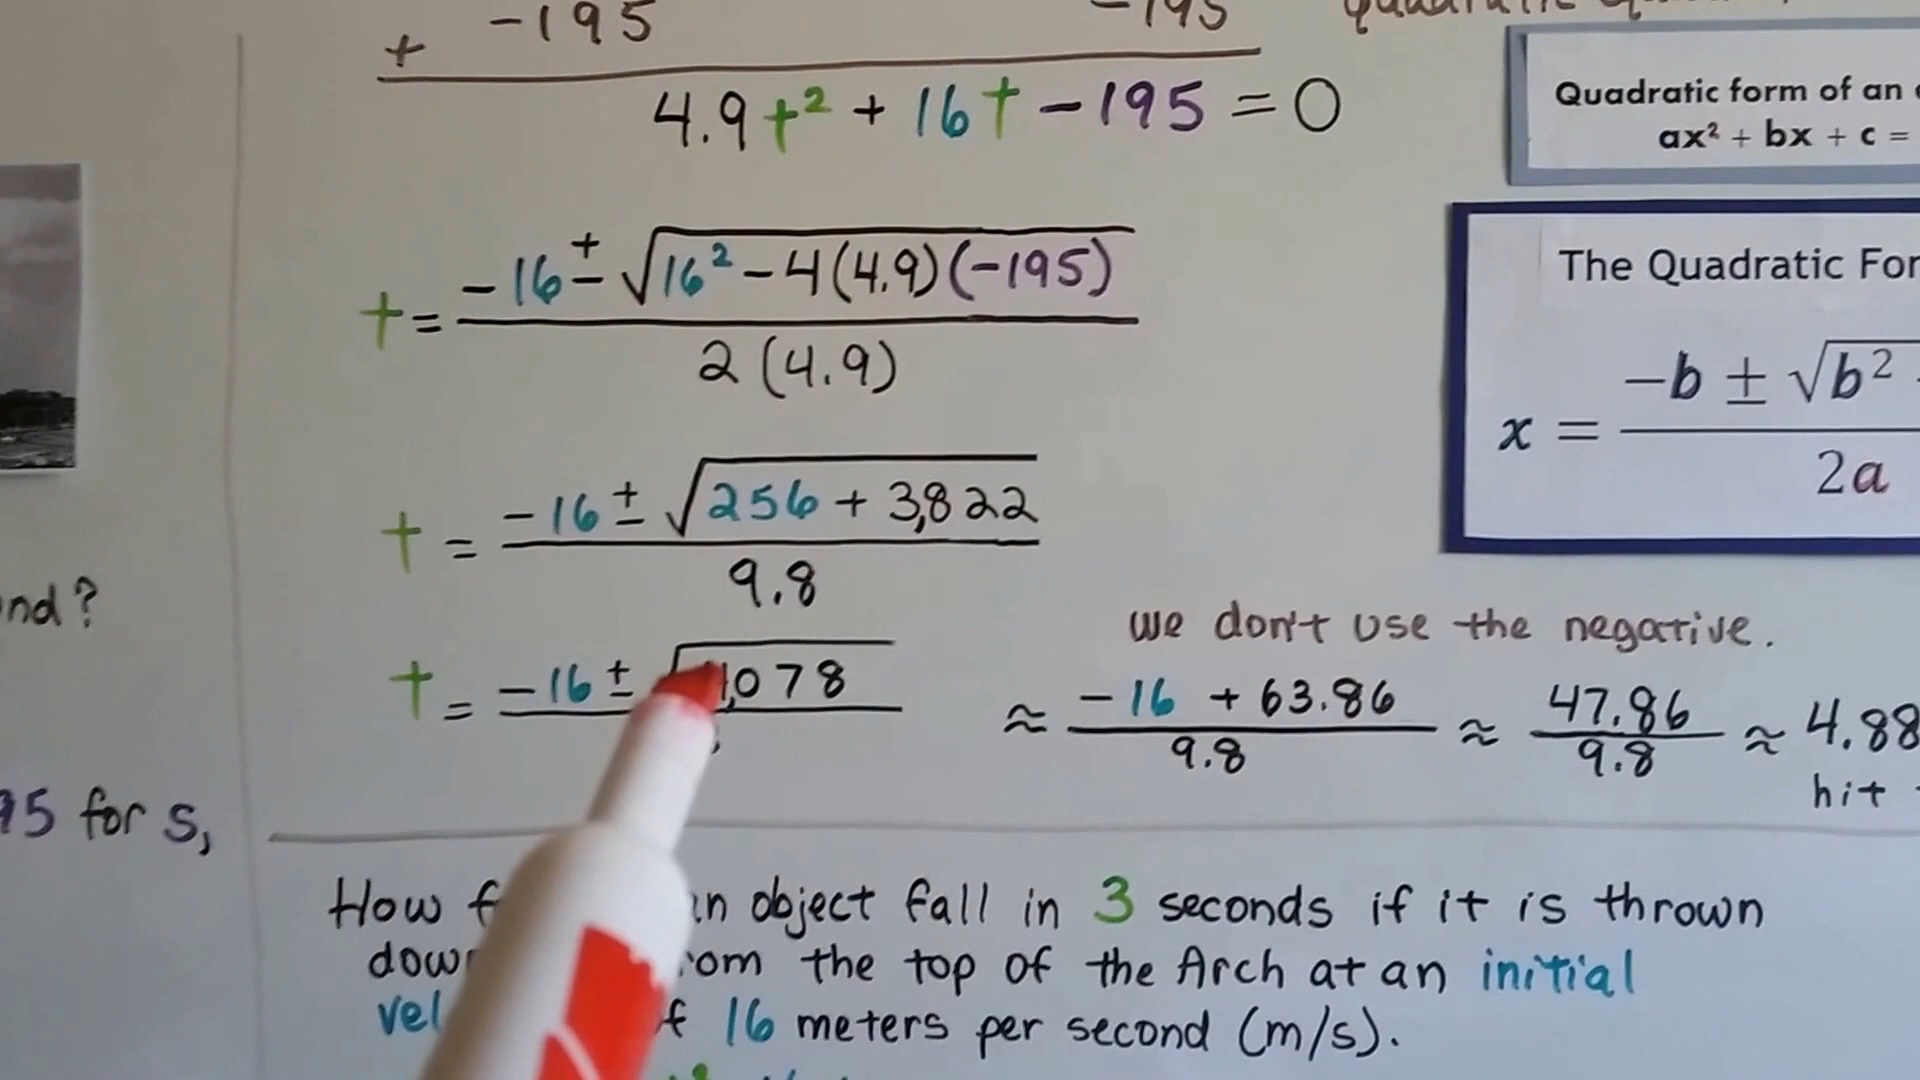 + -195 -195
4.9t² + 16t - 195 = 0
Quadratic form of an
ax² + bx + c =
t = -16 ± √16² - 4(4.9)(-195)
2(4.9)
The Quadratic For
x = -b ± √b²
2a
t = -16 ± √256 + 3,822
9.8
nd?
we don't use the negative.
t = -16 ± √4,078 ≈ -16 + 63.86 ≈ 47.86 ≈ 4.88
9.8 9.8
hit
95 for s,
How an object fall in 3 seconds if it is thrown
the top of the Arch at an initial
16 meters per second (m/s).